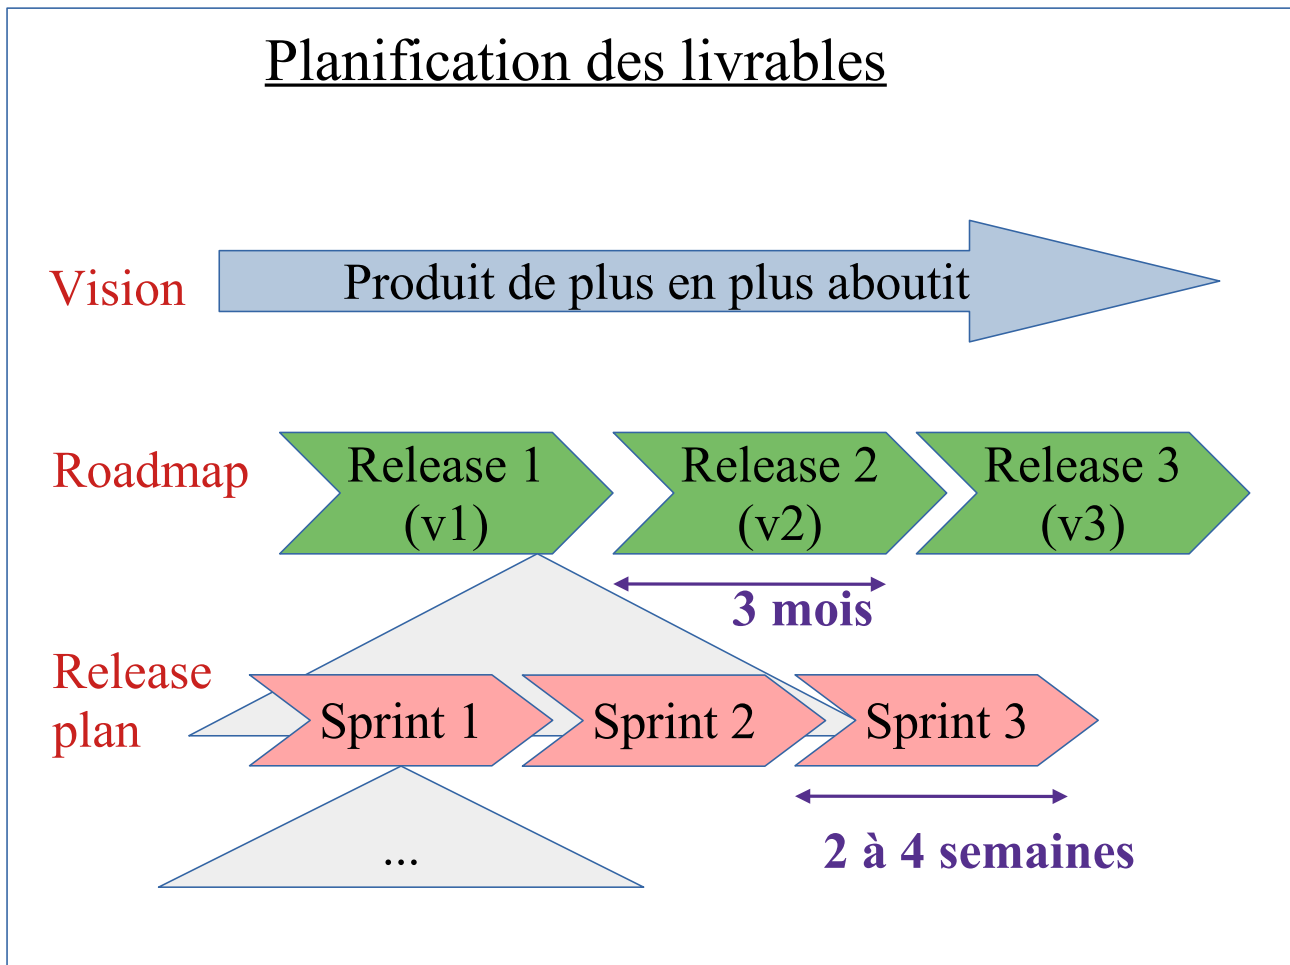 Planification des livrables
Vision
Produit de plus en plus aboutit
Roadmap
Release 1
(v1)
Release 2
(v2)
Release 3
(v3)
3 mois
Release
plan
Sprint 1
Sprint 2
Sprint 3
...
2 à 4 semaines